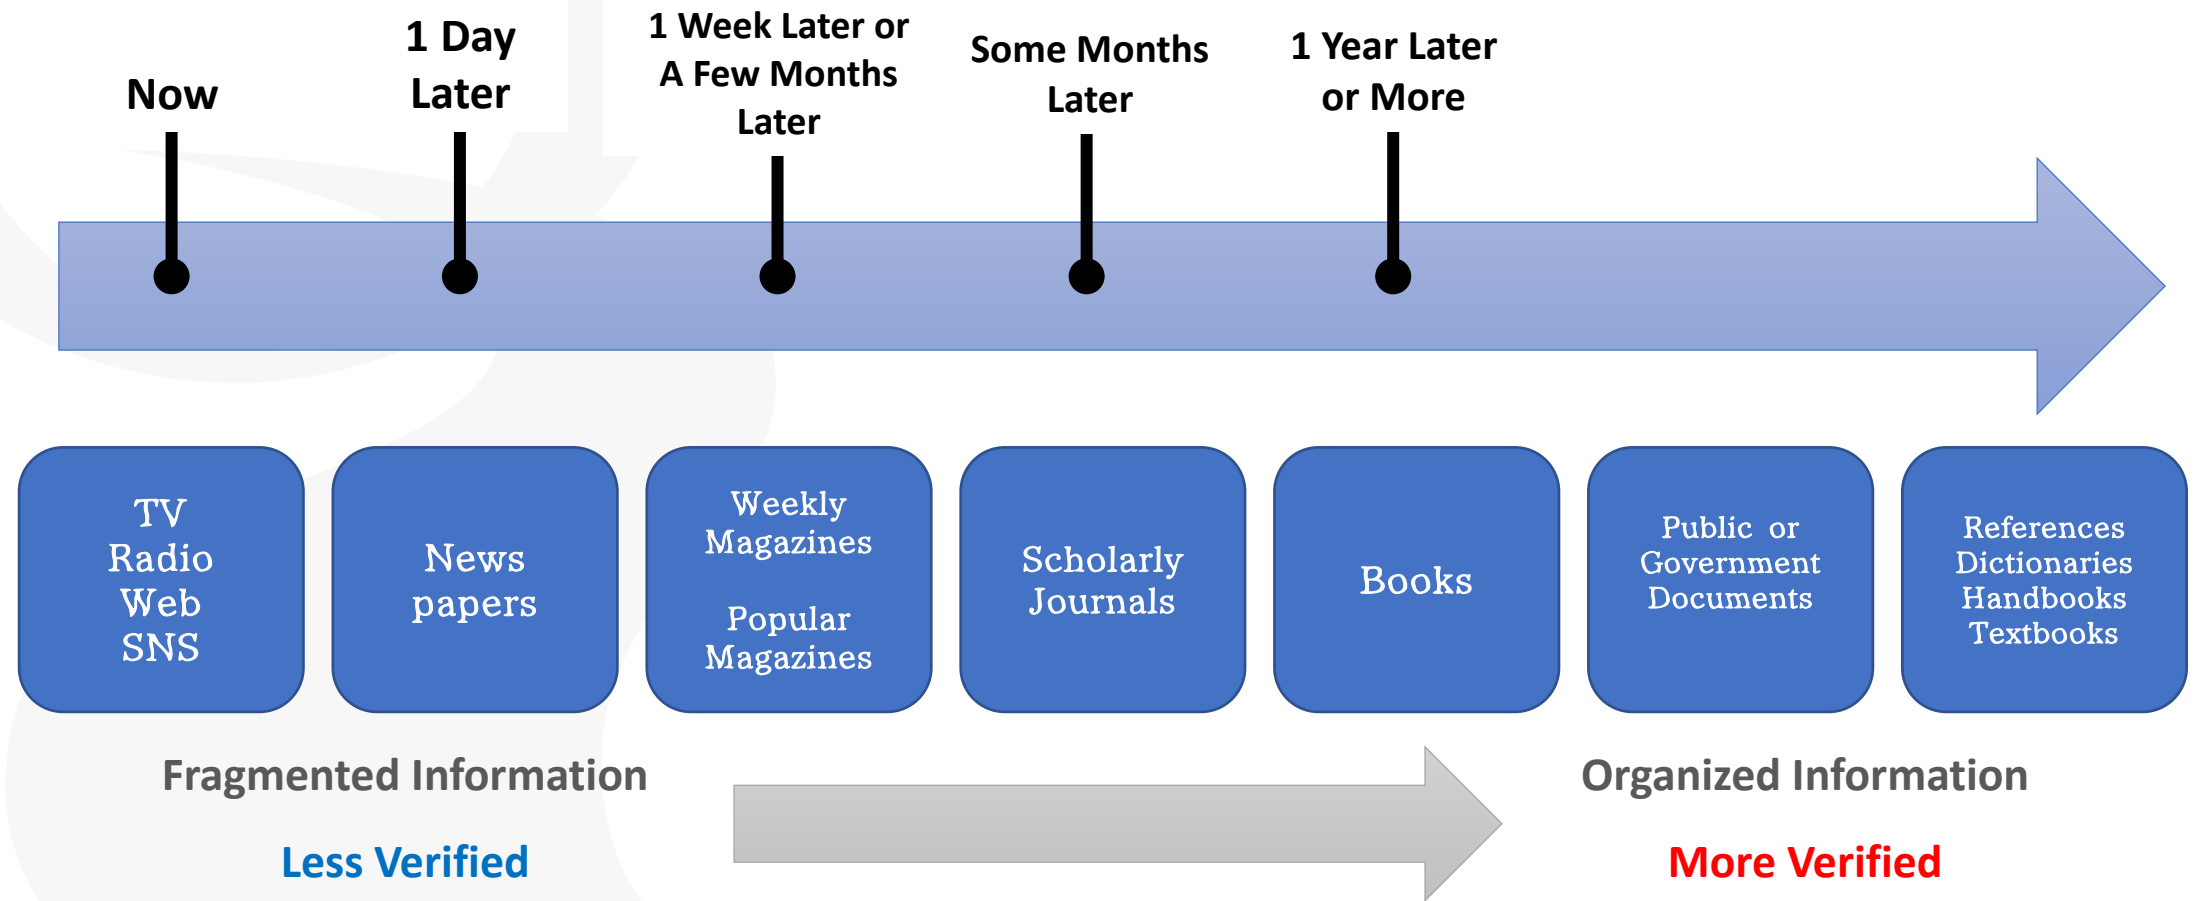 Now
1 Day
Later
1 Week Later or
A Few Months
Later
Some Months
Later
1 Year Later
or More
TV
Radio
Web
SNS
News
papers
Weekly
Magazines
Popular
Magazines
Scholarly
Journals
Books
Public or
Government
Documents
References
Dictionaries
Handbooks
Textbooks
Fragmented Information
Less Verified
Organized Information
More Verified